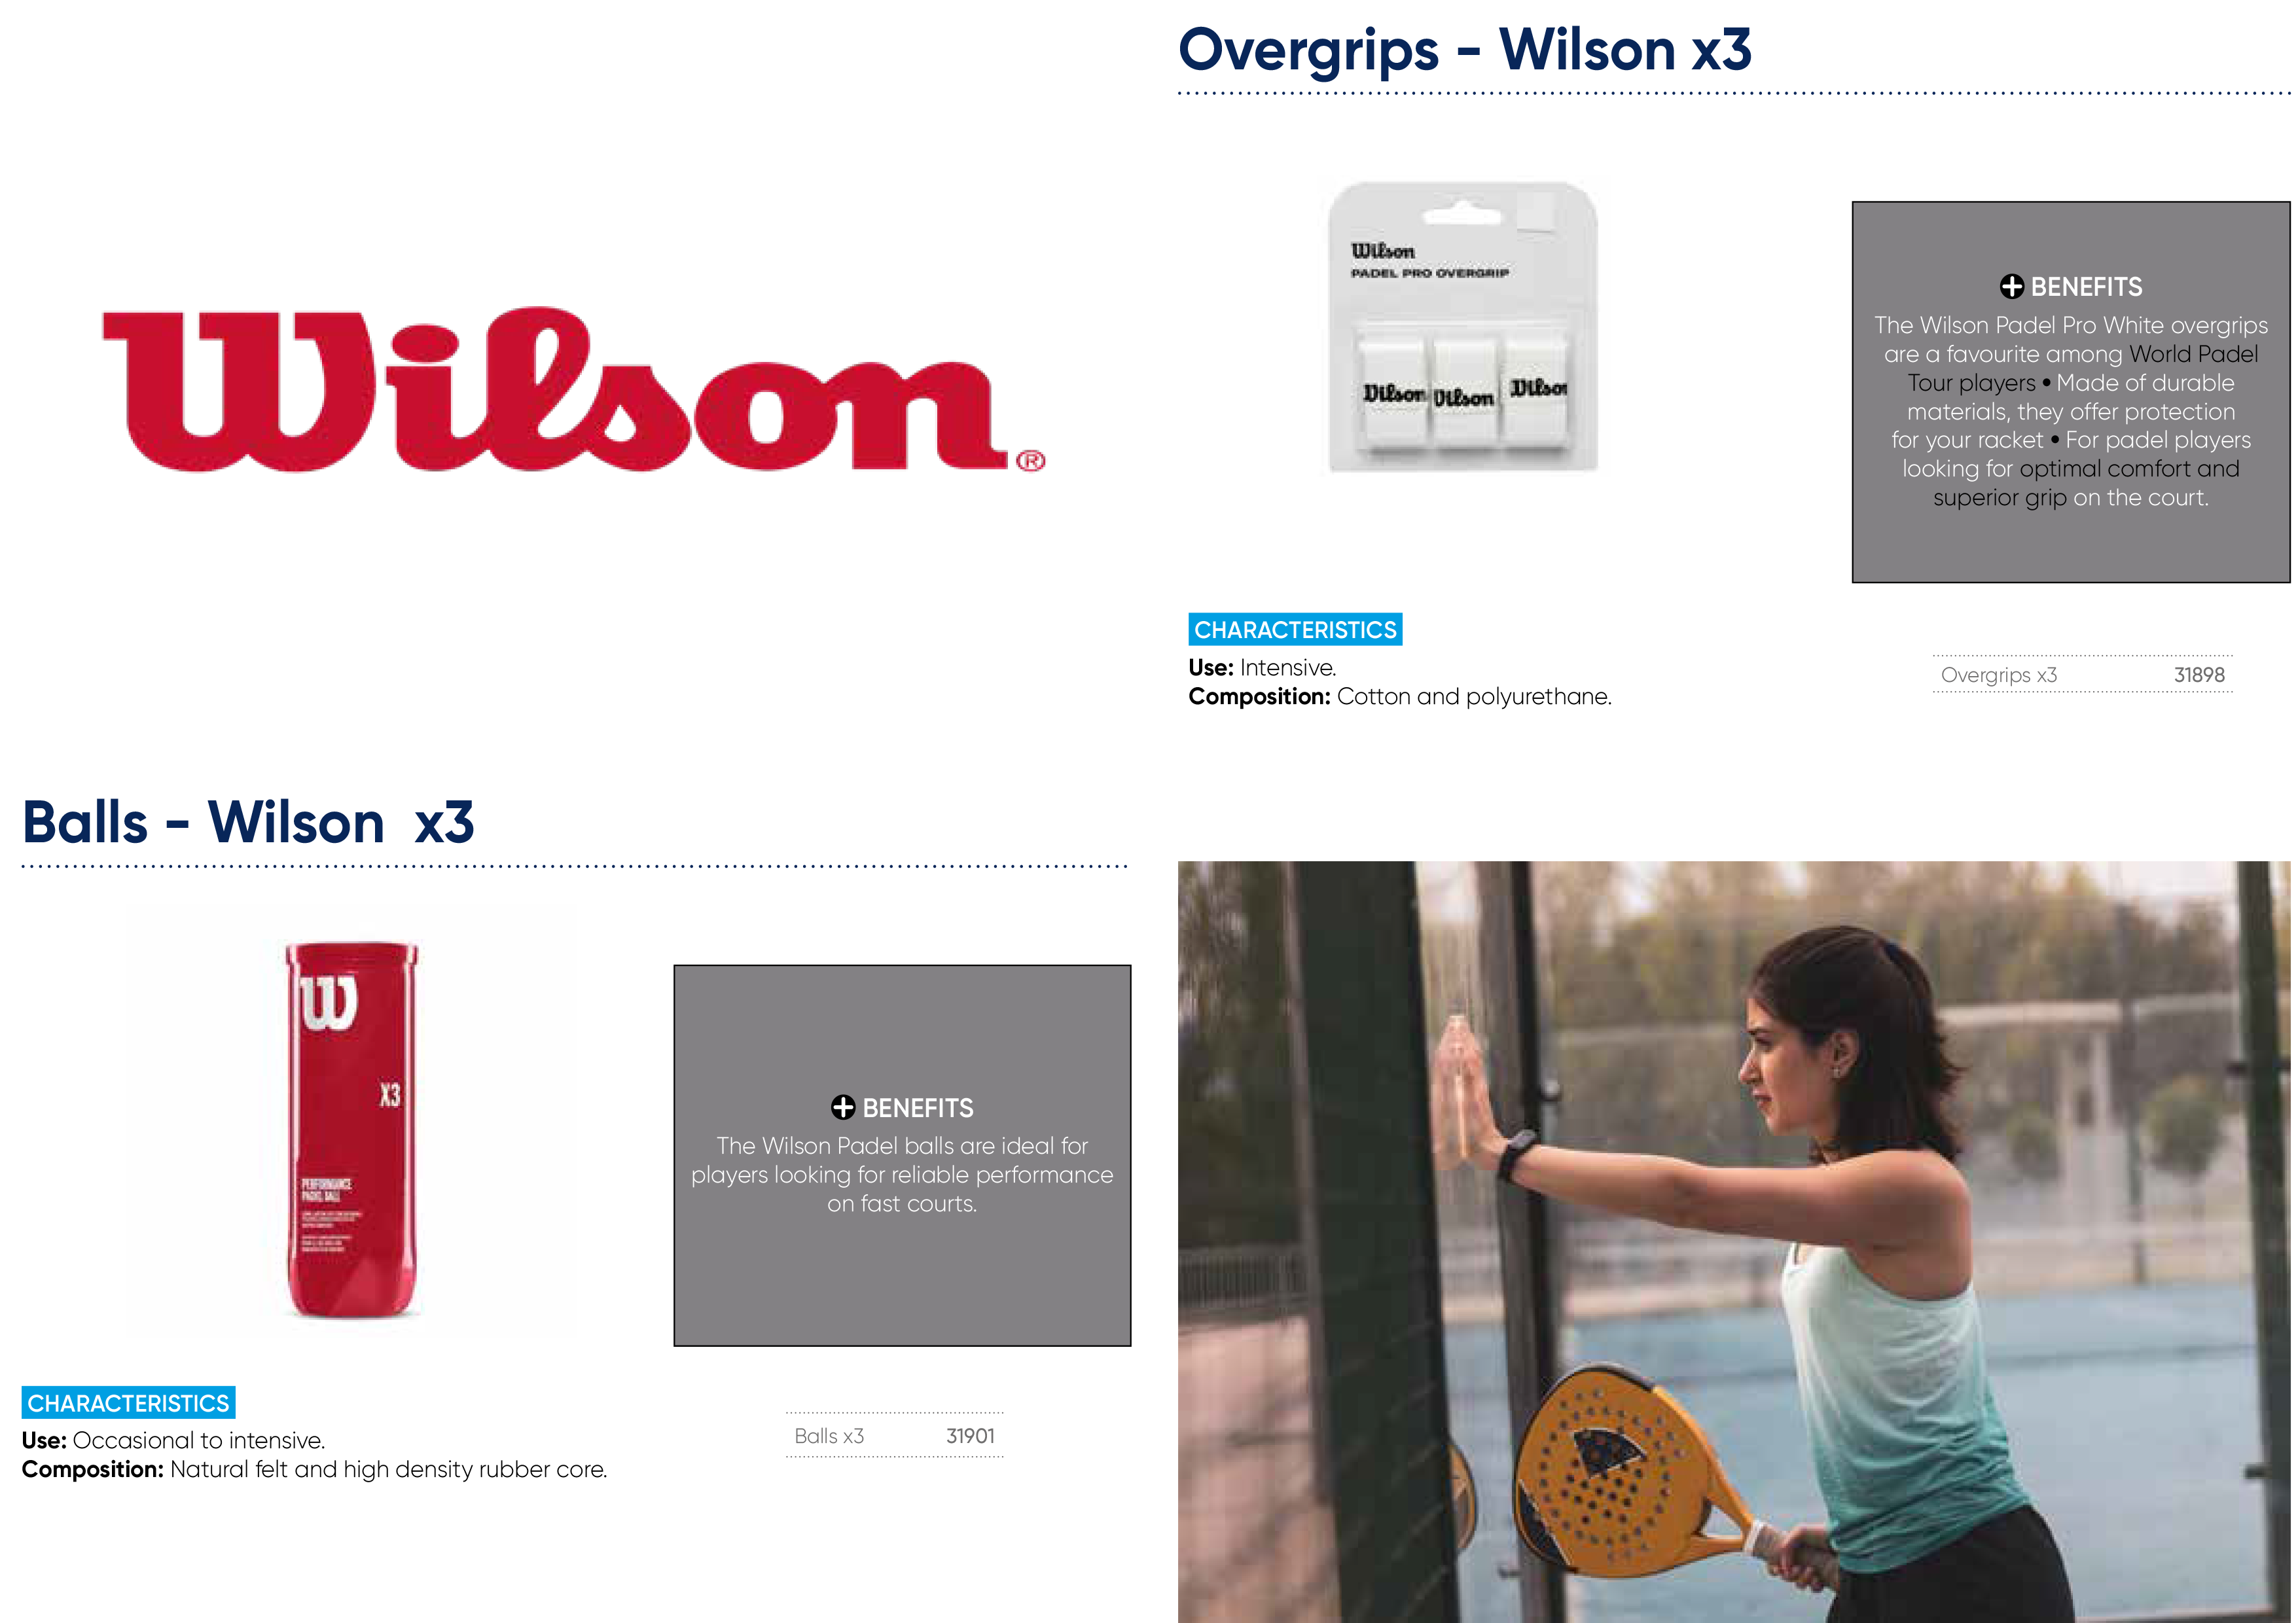 Wilson®
Overgrips - Wilson x3
Wilson
PADEL PRO OVERGRIP
Wilson Wilson Wilson
BENEFITS
The Wilson Padel Pro White overgrips
are a favourite among World Padel
Tour players • Made of durable
materials, they offer protection
for your racket • For padel players
looking for optimal comfort and
superior grip on the court.
CHARACTERISTICS
Use: Intensive.
Composition: Cotton and polyurethane.
Overgrips x3 31898
Balls - Wilson x3
W
X3
PERFORMANCE
PADEL BALL
BENEFITS
The Wilson Padel balls are ideal for
players looking for reliable performance
on fast courts.
CHARACTERISTICS
Use: Occasional to intensive.
Composition: Natural felt and high density rubber core.
Balls x3 31901